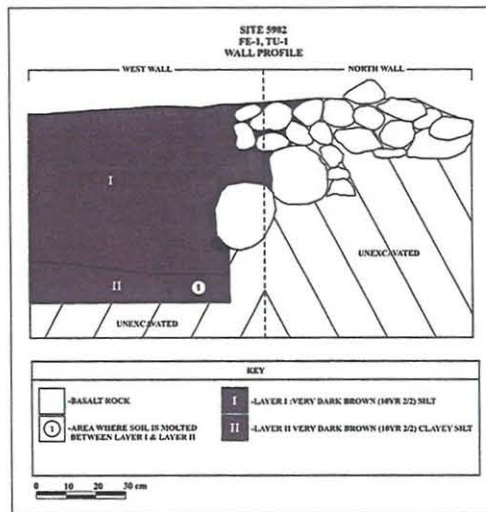 SITE 5982
FE-1, TU-1
WALL PROFILE
WEST WALL
NORTH WALL
I
UNEXCAVATED
II
1
UNEXCAVATED
KEY
-BASALT ROCK
I -LAYER I :VERY DARK BROWN (10YR 2/2) SILT
1 -AREA WHERE SOIL IS MOLTED
BETWEEN LAYER I & LAYER II
II -LAYER II VERY DARK BROWN (10YR 2/2) CLAYEY SILT
0 10 20 30 cm